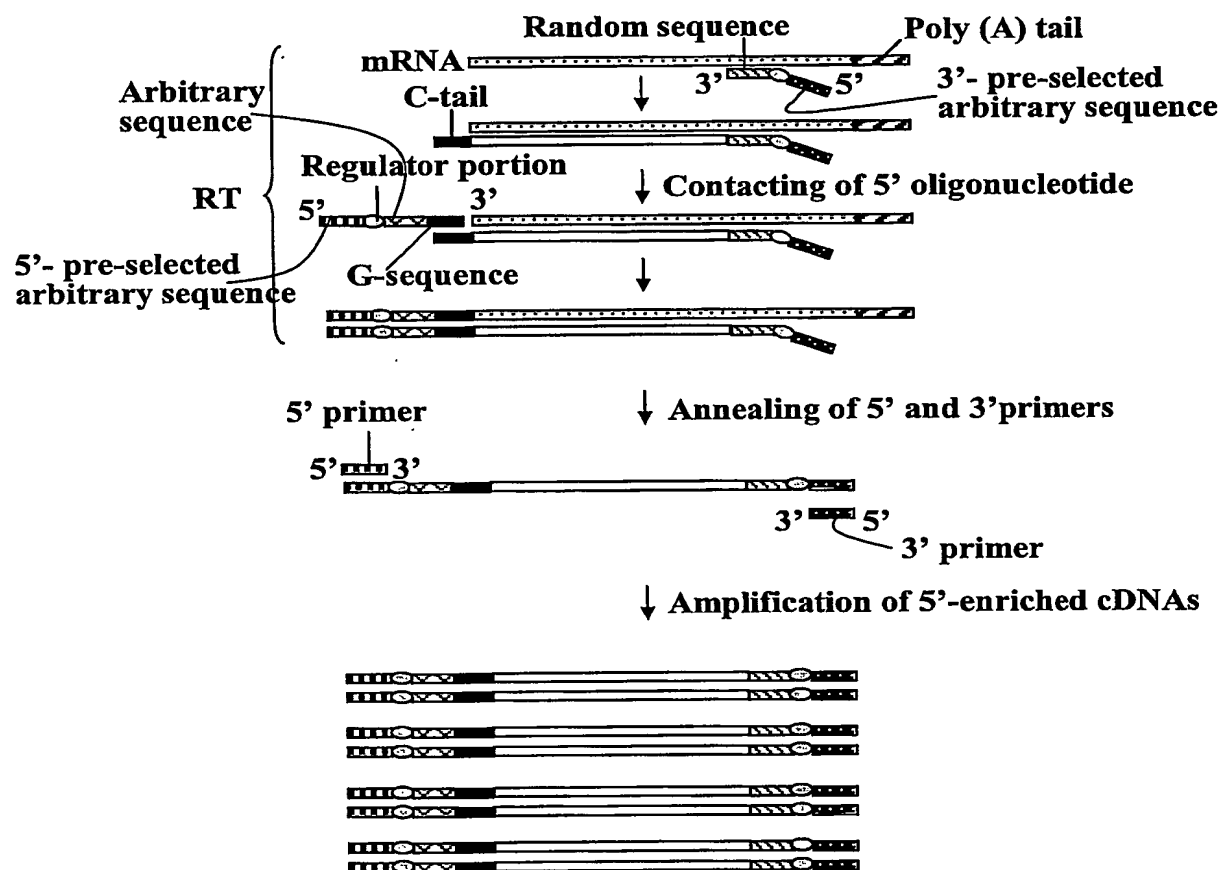 Random sequence
Poly (A) tail
mRNA
3’
5’
3’- pre-selected
arbitrary sequence
Arbitrary
sequence
C-tail
Regulator portion
RT
5’
3’
Contacting of 5’ oligonucleotide
5’- pre-selected
arbitrary sequence
G-sequence
5’ primer
Annealing of 5’ and 3’primers
5’
3’
3’
5’
3’ primer
Amplification of 5’-enriched cDNAs